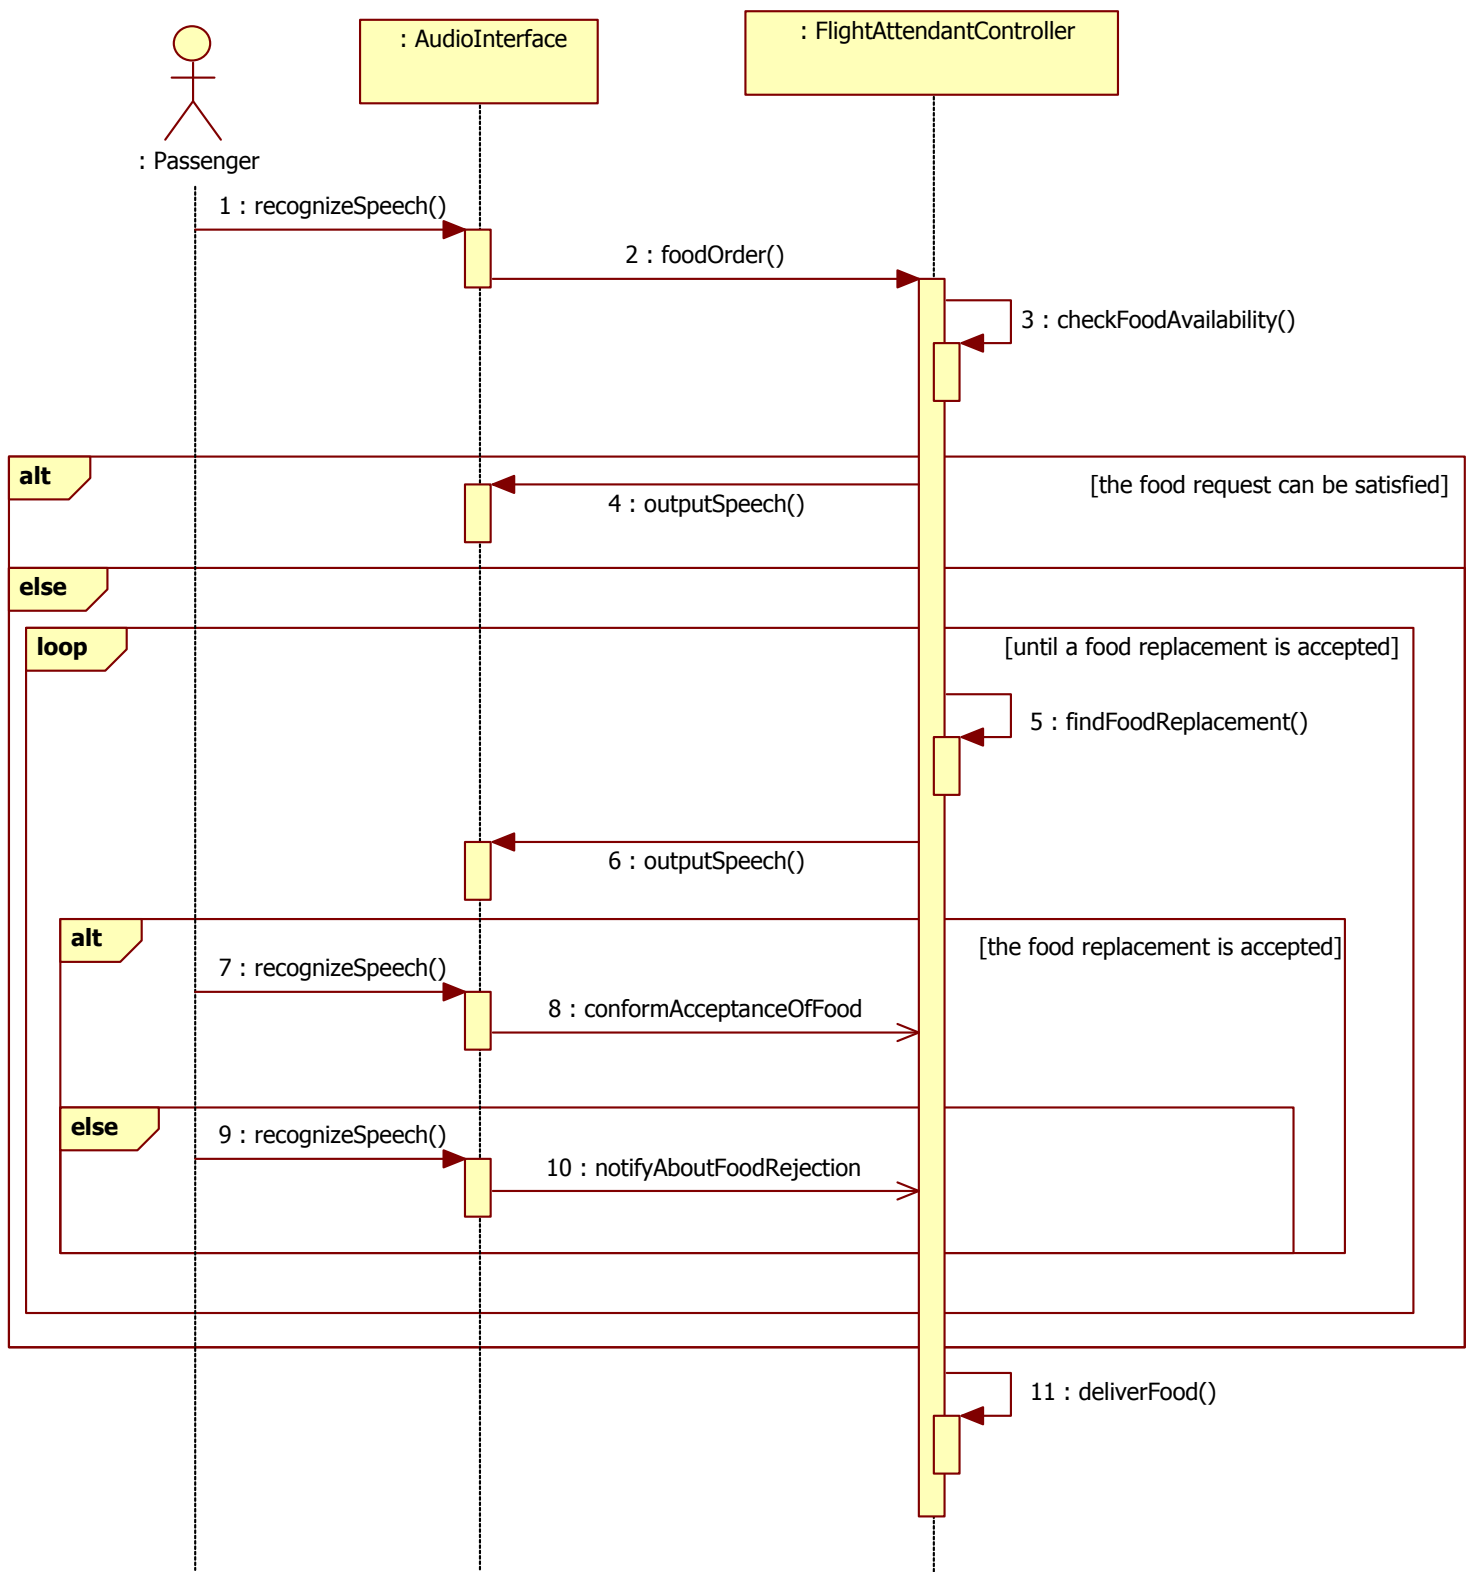 : AudioInterface
: FlightAttendantController
: Passenger
1 : recognizeSpeech()
2 : foodOrder()
3 : checkFoodAvailability()
alt
[the food request can be satisfied]
4 : outputSpeech()
else
loop
[until a food replacement is accepted]
5 : findFoodReplacement()
6 : outputSpeech()
alt
[the food replacement is accepted]
7 : recognizeSpeech()
8 : conformAcceptanceOfFood
else
9 : recognizeSpeech()
10 : notifyAboutFoodRejection
11 : deliverFood()